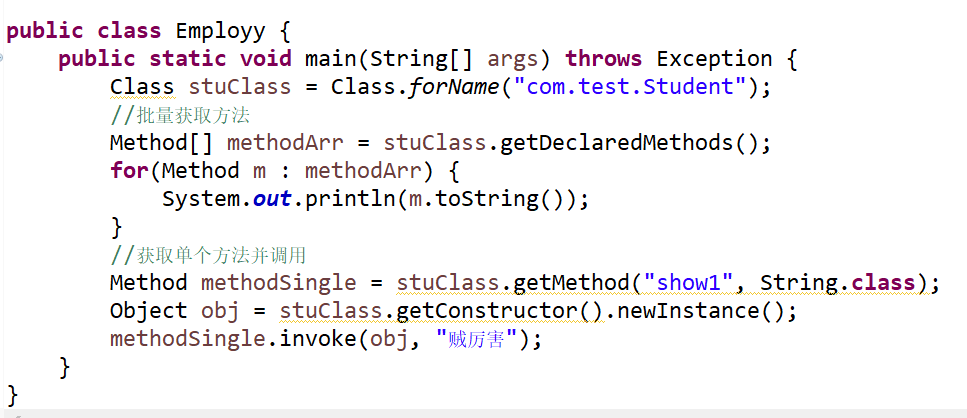 public class Employy {
public static void main(String[] args) throws Exception {
Class stuClass = Class.forName("com.test.Student");
//批量获取方法
Method[] methodArr = stuClass.getDeclaredMethods();
for(Method m : methodArr) {
System.out.println(m.toString());
}
//获取单个方法并调用
Method methodSingle = stuClass.getMethod("show1", String.class);
Object obj = stuClass.getConstructor().newInstance();
methodSingle.invoke(obj, "贼厉害");
}
}